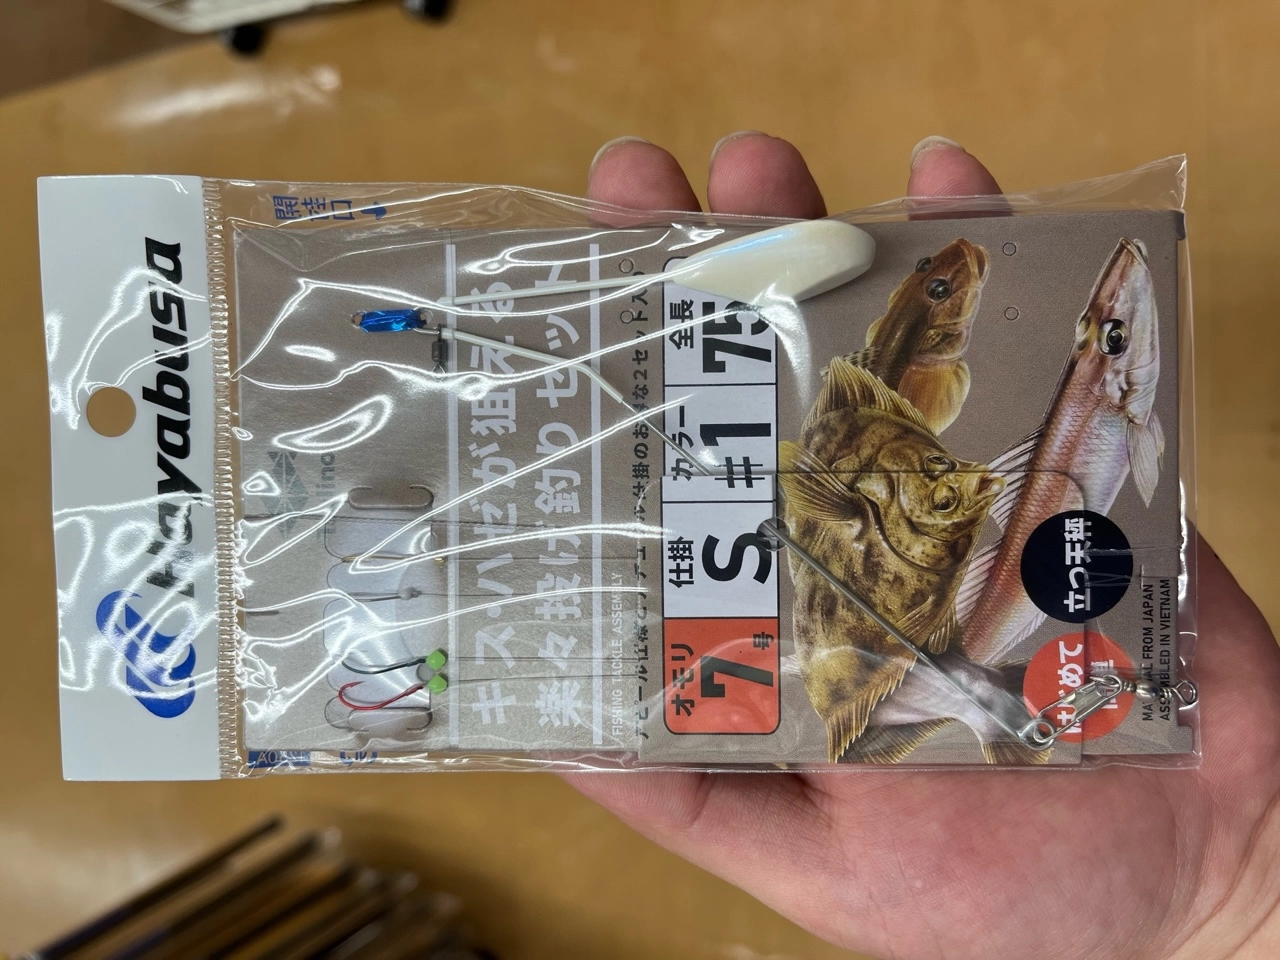 Hayabusa
開封口
キス・ハゼが狙える
楽々投げ釣りセット
FISHING TACKLE ASSEMBLY
オモリ 仕掛 カラー 全長
7号 S #1 75
立つ天秤
はじめて
MATERIAL FROM JAPAN
ASSEMBLED IN VIETNAM